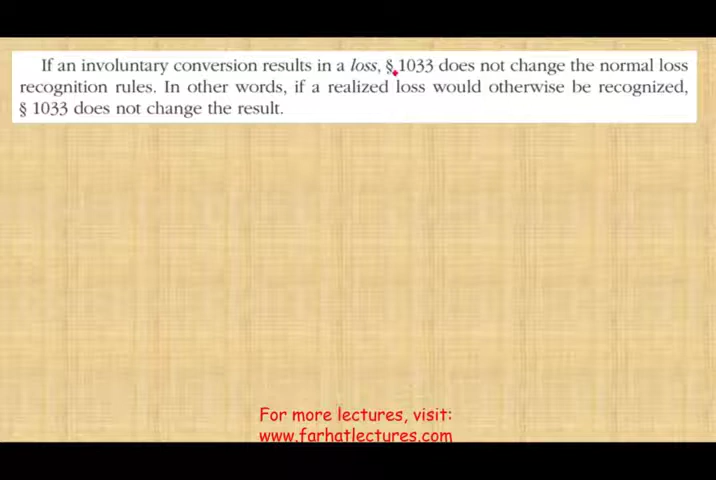 If an involuntary conversion results in a loss, § 1033 does not change the normal loss
recognition rules. In other words, if a realized loss would otherwise be recognized,
§ 1033 does not change the result.
For more lectures, visit:
www.farhatlectures.com